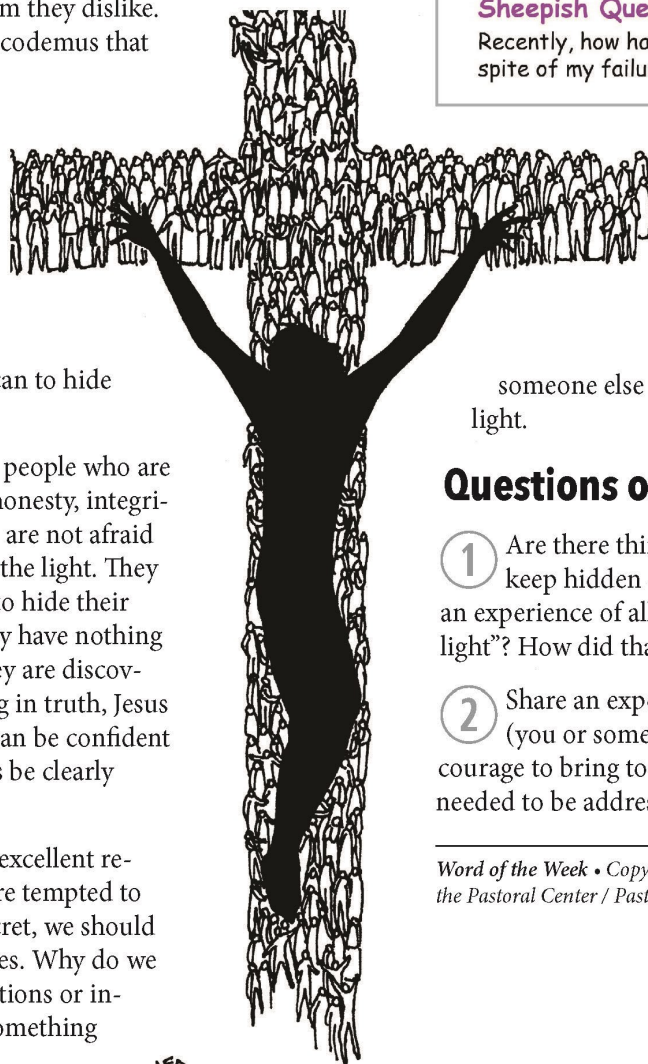 m they dislike.
codemus that
an to hide
people who are
honesty, integri-
are not afraid
the light. They
to hide their
y have nothing
ey are discov-
g in truth, Jesus
an be confident
s be clearly
excellent re-
re tempted to
cret, we should
es. Why do we
tions or in-
omething
Sheepish Que
Recently, how ha
spite of my failu
someone else
light.
Questions o
1 Are there thi
keep hidden
an experience of al
light”? How did tha
2 Share an exp
(you or some
courage to bring to
needed to be addre
Word of the Week • Copy
the Pastoral Center / Past